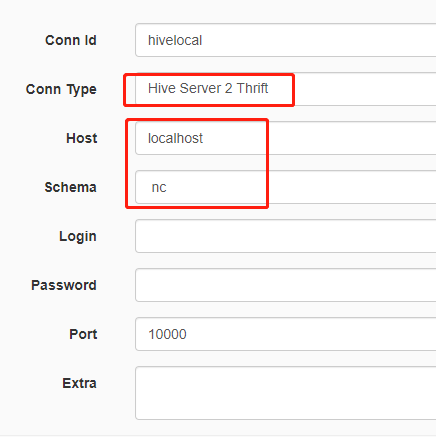 Conn Id hivelocal
Conn Type Hive Server 2 Thrift
Host localhost
Schema nc
Login
Password
Port 10000
Extra